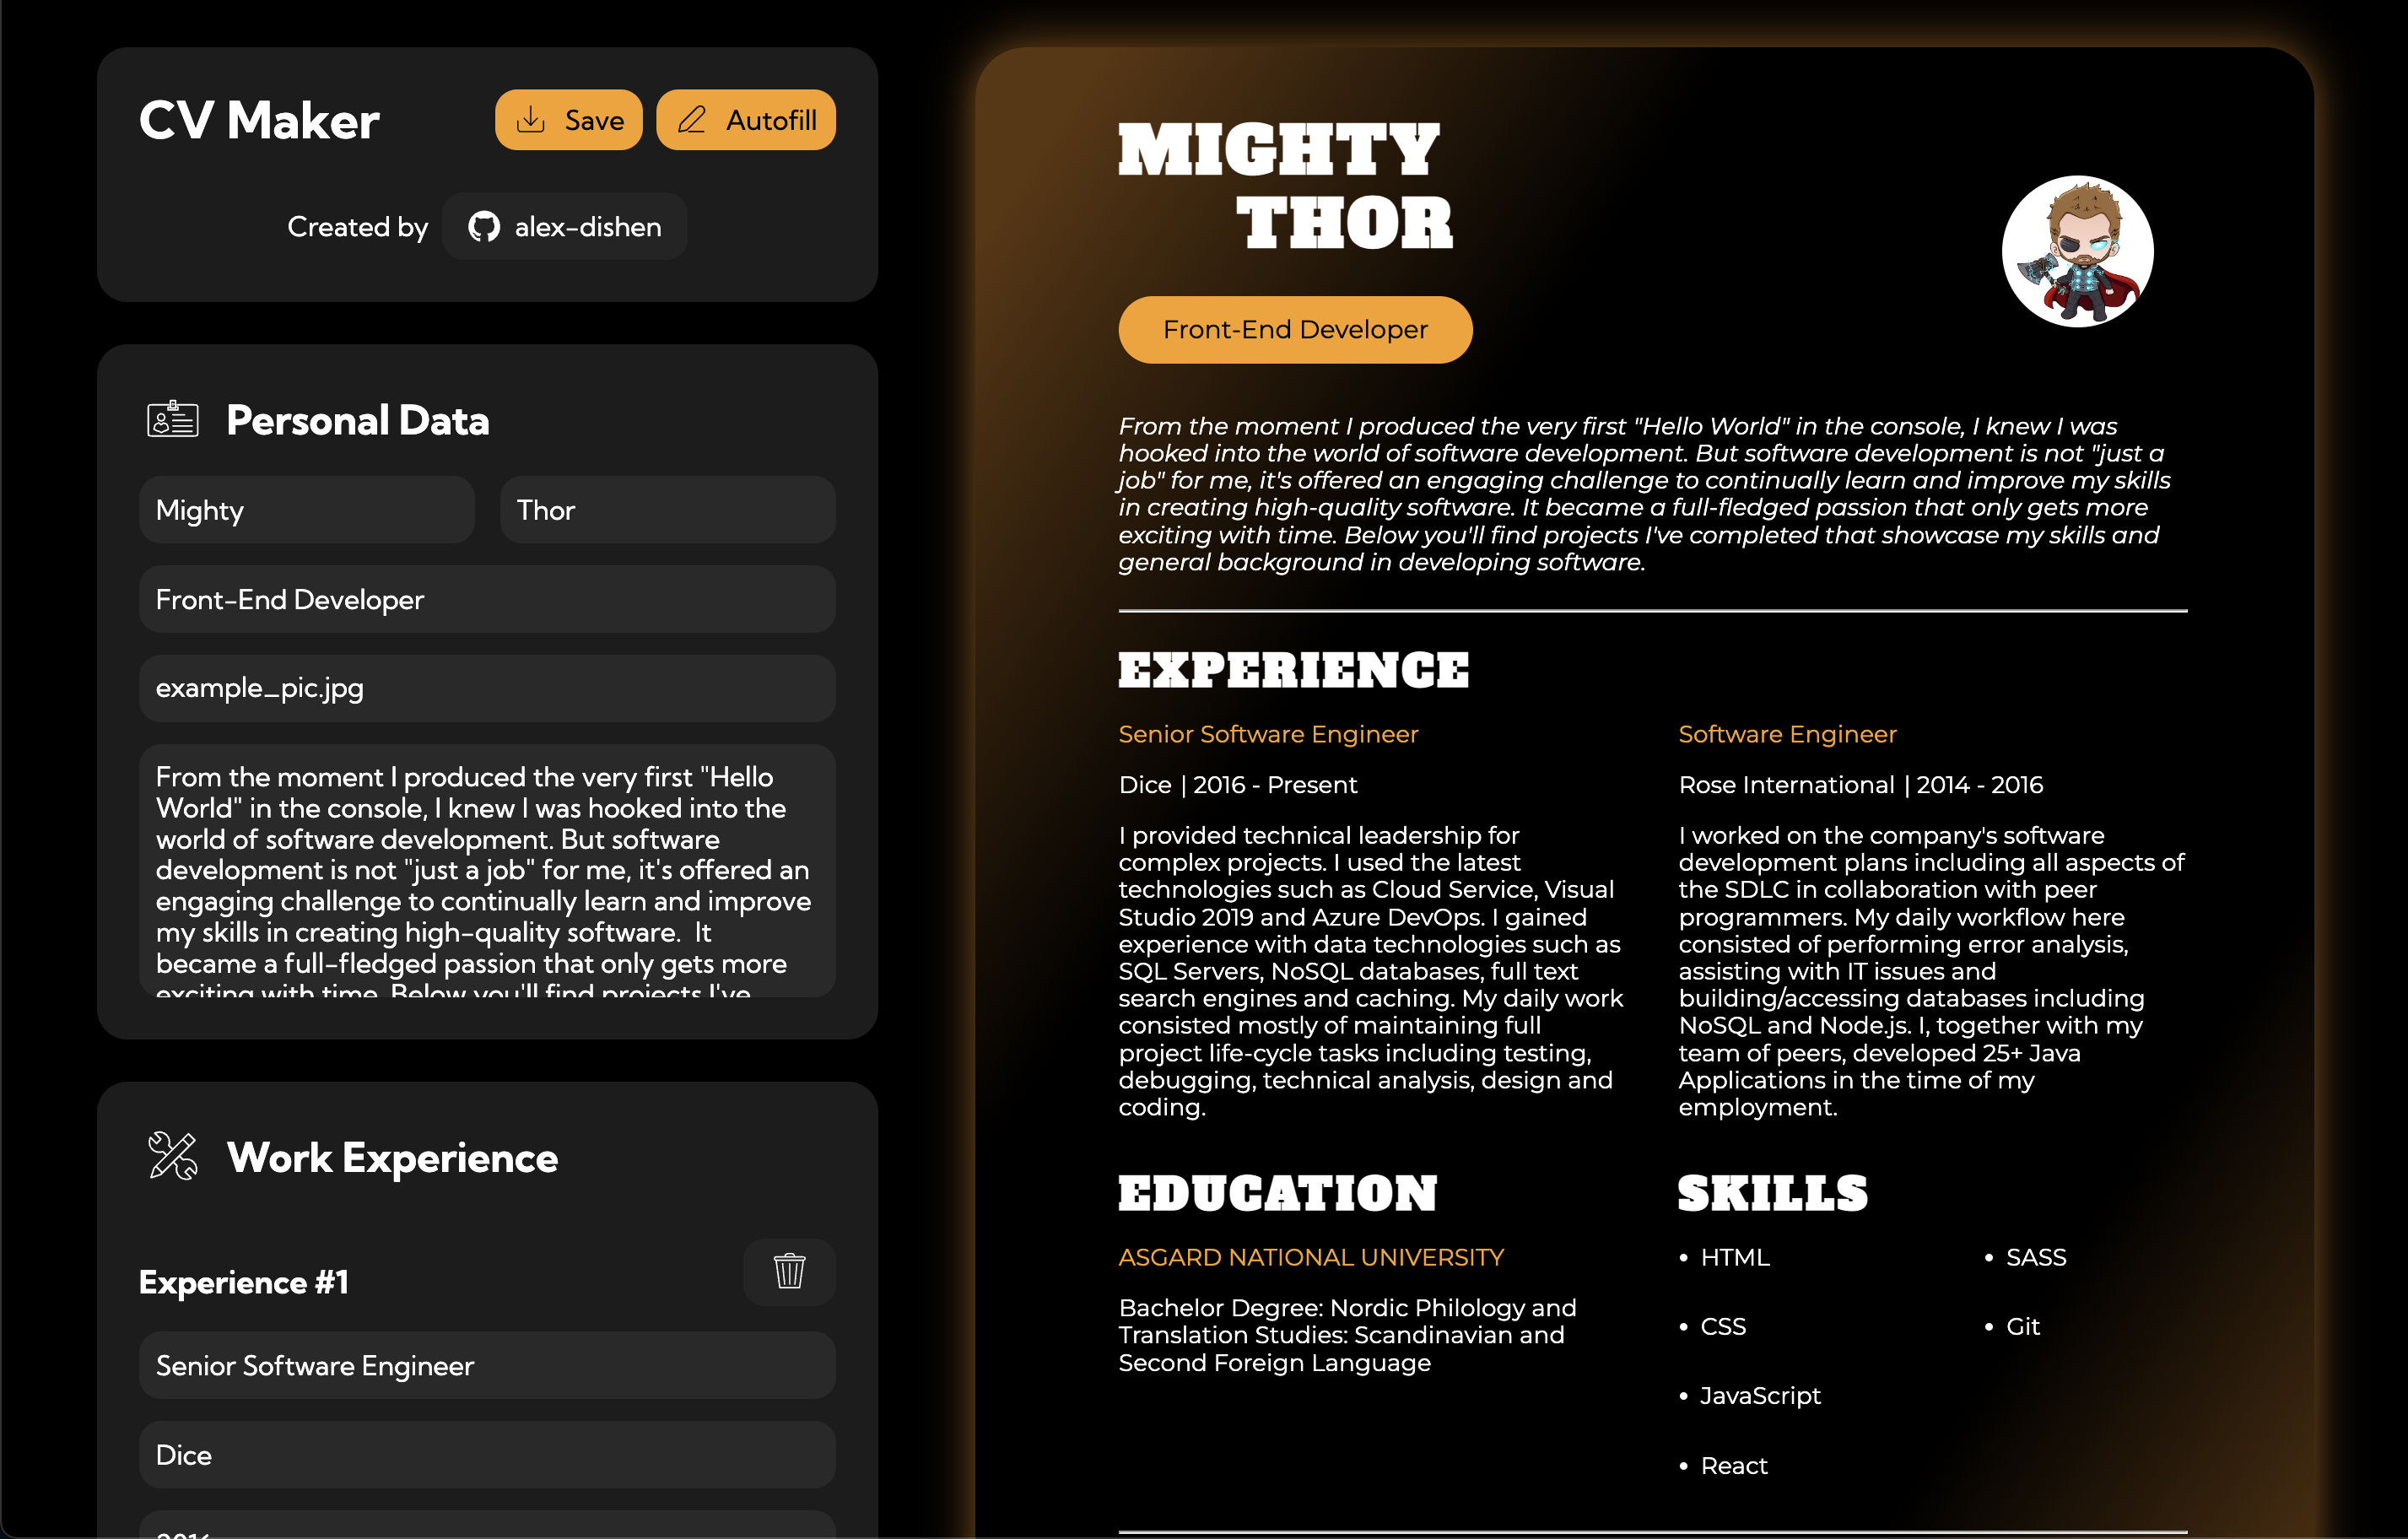 CV Maker
Save
Autofill
Created by
alex-dishen
Personal Data
Mighty
Thor
Front-End Developer
example_pic.jpg
From the moment I produced the very first "Hello
World" in the console, I knew I was hooked into the
world of software development. But software
development is not "just a job" for me, it's offered an
engaging challenge to continually learn and improve
my skills in creating high-quality software.  It
became a full-fledged passion that only gets more
exciting with time. Below you'll find projects I've
Work Experience
Experience #1
Senior Software Engineer
Dice
2016
MIGHTY
THOR
Front-End Developer
From the moment I produced the very first "Hello World" in the console, I knew I was
hooked into the world of software development. But software development is not "just a
job" for me, it's offered an engaging challenge to continually learn and improve my skills
in creating high-quality software. It became a full-fledged passion that only gets more
exciting with time. Below you'll find projects I've completed that showcase my skills and
general background in developing software.
EXPERIENCE
Senior Software Engineer
Dice | 2016 - Present
I provided technical leadership for
complex projects. I used the latest
technologies such as Cloud Service, Visual
Studio 2019 and Azure DevOps. I gained
experience with data technologies such as
SQL Servers, NoSQL databases, full text
search engines and caching. My daily work
consisted mostly of maintaining full
project life-cycle tasks including testing,
debugging, technical analysis, design and
coding.
Software Engineer
Rose International | 2014 - 2016
I worked on the company's software
development plans including all aspects of
the SDLC in collaboration with peer
programmers. My daily workflow here
consisted of performing error analysis,
assisting with IT issues and
building/accessing databases including
NoSQL and Node.js. I, together with my
team of peers, developed 25+ Java
Applications in the time of my
employment.
EDUCATION
ASGARD NATIONAL UNIVERSITY
Bachelor Degree: Nordic Philology and
Translation Studies: Scandinavian and
Second Foreign Language
SKILLS
• HTML
• SASS
• CSS
• Git
• JavaScript
• React